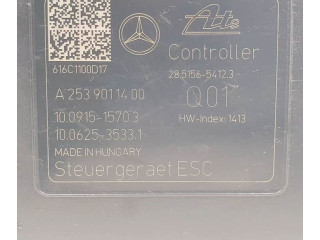 Ate
Controller
616C1100D17
28.5156-5412.3
A 253 901 14 00
Q01
10.0915-1570.3
HW-Index: 1413
10.0625-3533.1
MADE IN HUNGARY
Steuergeraet ESC